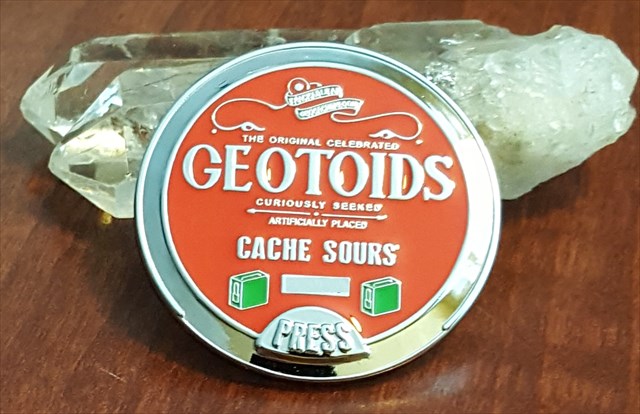 THE ORIGINAL CELEBRATED
GEOTOIDS
CURIOUSLY SEEKED
ARTIFICIALLY PLACED
CACHE SOURS
PRESS